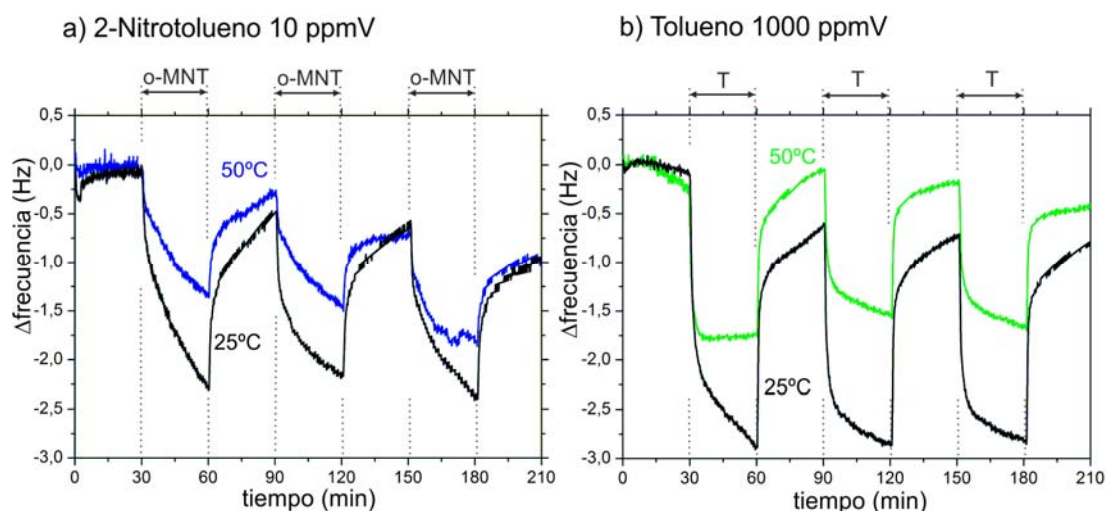 a) 2-Nitrotolueno 10 ppmV
o-MNT o-MNT o-MNT
0,5
0,0
-0,5
-1,0
-1,5
-2,0
-2,5
-3,0
Δfrecuencia (Hz)
50ºC
25ºC
0 30 60 90 120 150 180 210
tiempo (min)
b) Tolueno 1000 ppmV
T T T
0,5
0,0
-0,5
-1,0
-1,5
-2,0
-2,5
-3,0
Δfrecuencia (Hz)
50ºC
25ºC
0 30 60 90 120 150 180 210
tiempo (min)